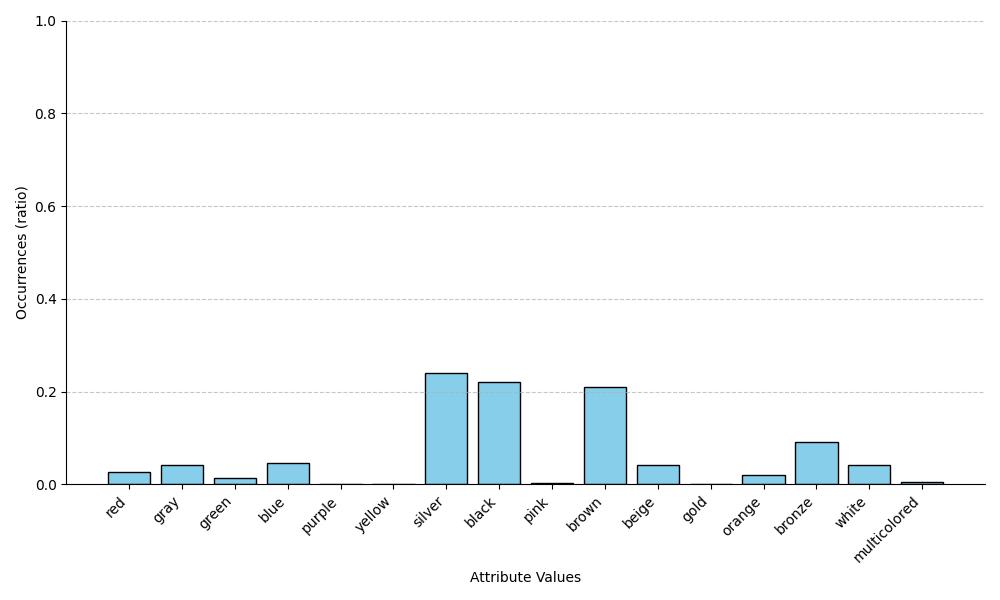 1.0
0.8
0.6
0.4
0.2
0.0
Occurrences (ratio)
red
gray
green
blue
purple
yellow
silver
black
pink
brown
beige
gold
orange
bronze
white
multicolored
Attribute Values